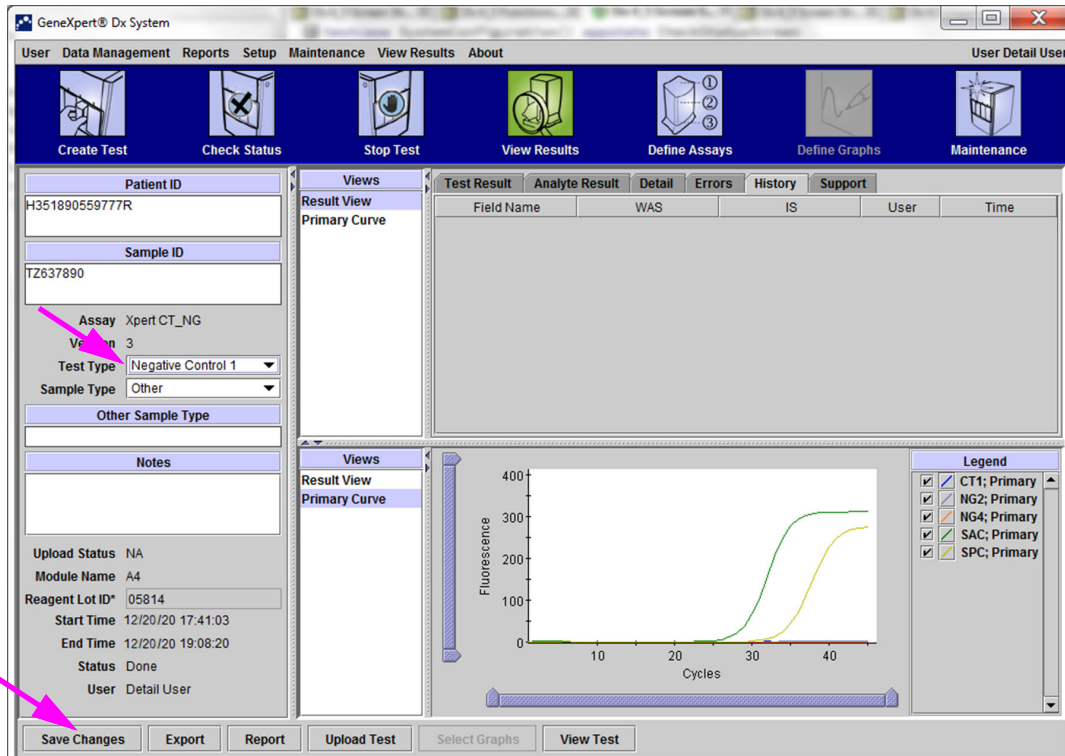 GeneXpert® Dx System
User Data Management Reports Setup Maintenance View Results About User Detail User
Create Test Check Status Stop Test View Results Define Assays Define Graphs Maintenance
Patient ID
H351890559777R
Sample ID
TZ637890
Assay Xpert CT_NG
Version 3
Test Type Negative Control 1
Sample Type Other
Other Sample Type
Notes
Upload Status NA
Module Name A4
Reagent Lot ID* 05814
Start Time 12/20/20 17:41:03
End Time 12/20/20 19:08:20
Status Done
User Detail User
Views
Result View
Primary Curve
Test Result Analyte Result Detail Errors History Support
Field Name WAS IS User Time
Views
Result View
Primary Curve
400
300
200
100
0
Fluorescence
10 20 30 40
Cycles
Legend
CT1; Primary
NG2; Primary
NG4; Primary
SAC; Primary
SPC; Primary
Save Changes Export Report Upload Test Select Graphs View Test